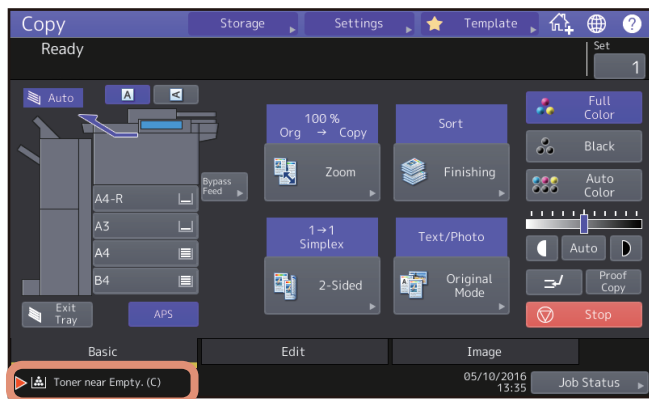 Copy
Storage
Settings
Template
?
Ready
Set
1
Auto
A
A
100 %
Org → Copy
Zoom
Sort
Finishing
Full
Color
Black
Auto
Color
Bypass
Feed
A4-R
A3
A4
B4
1→1
Simplex
2-Sided
Text/Photo
Original
Mode
Auto
Proof
Copy
Exit
Tray
APS
Stop
Basic
Edit
Image
Toner near Empty. (C)
05/10/2016
13:35
Job Status